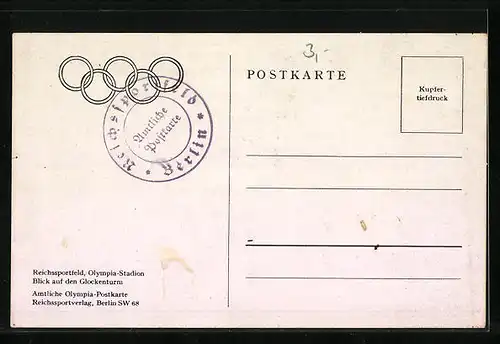 3,-
POSTKARTE
Kupfer-
tiefdruck
Reichssportfeld * Berlin *
Amtliche
Postkarte
Reichssportfeld, Olympia-Stadion
Blick auf den Glockenturm
Amtliche Olympia-Postkarte
Reichssportverlag, Berlin SW 68